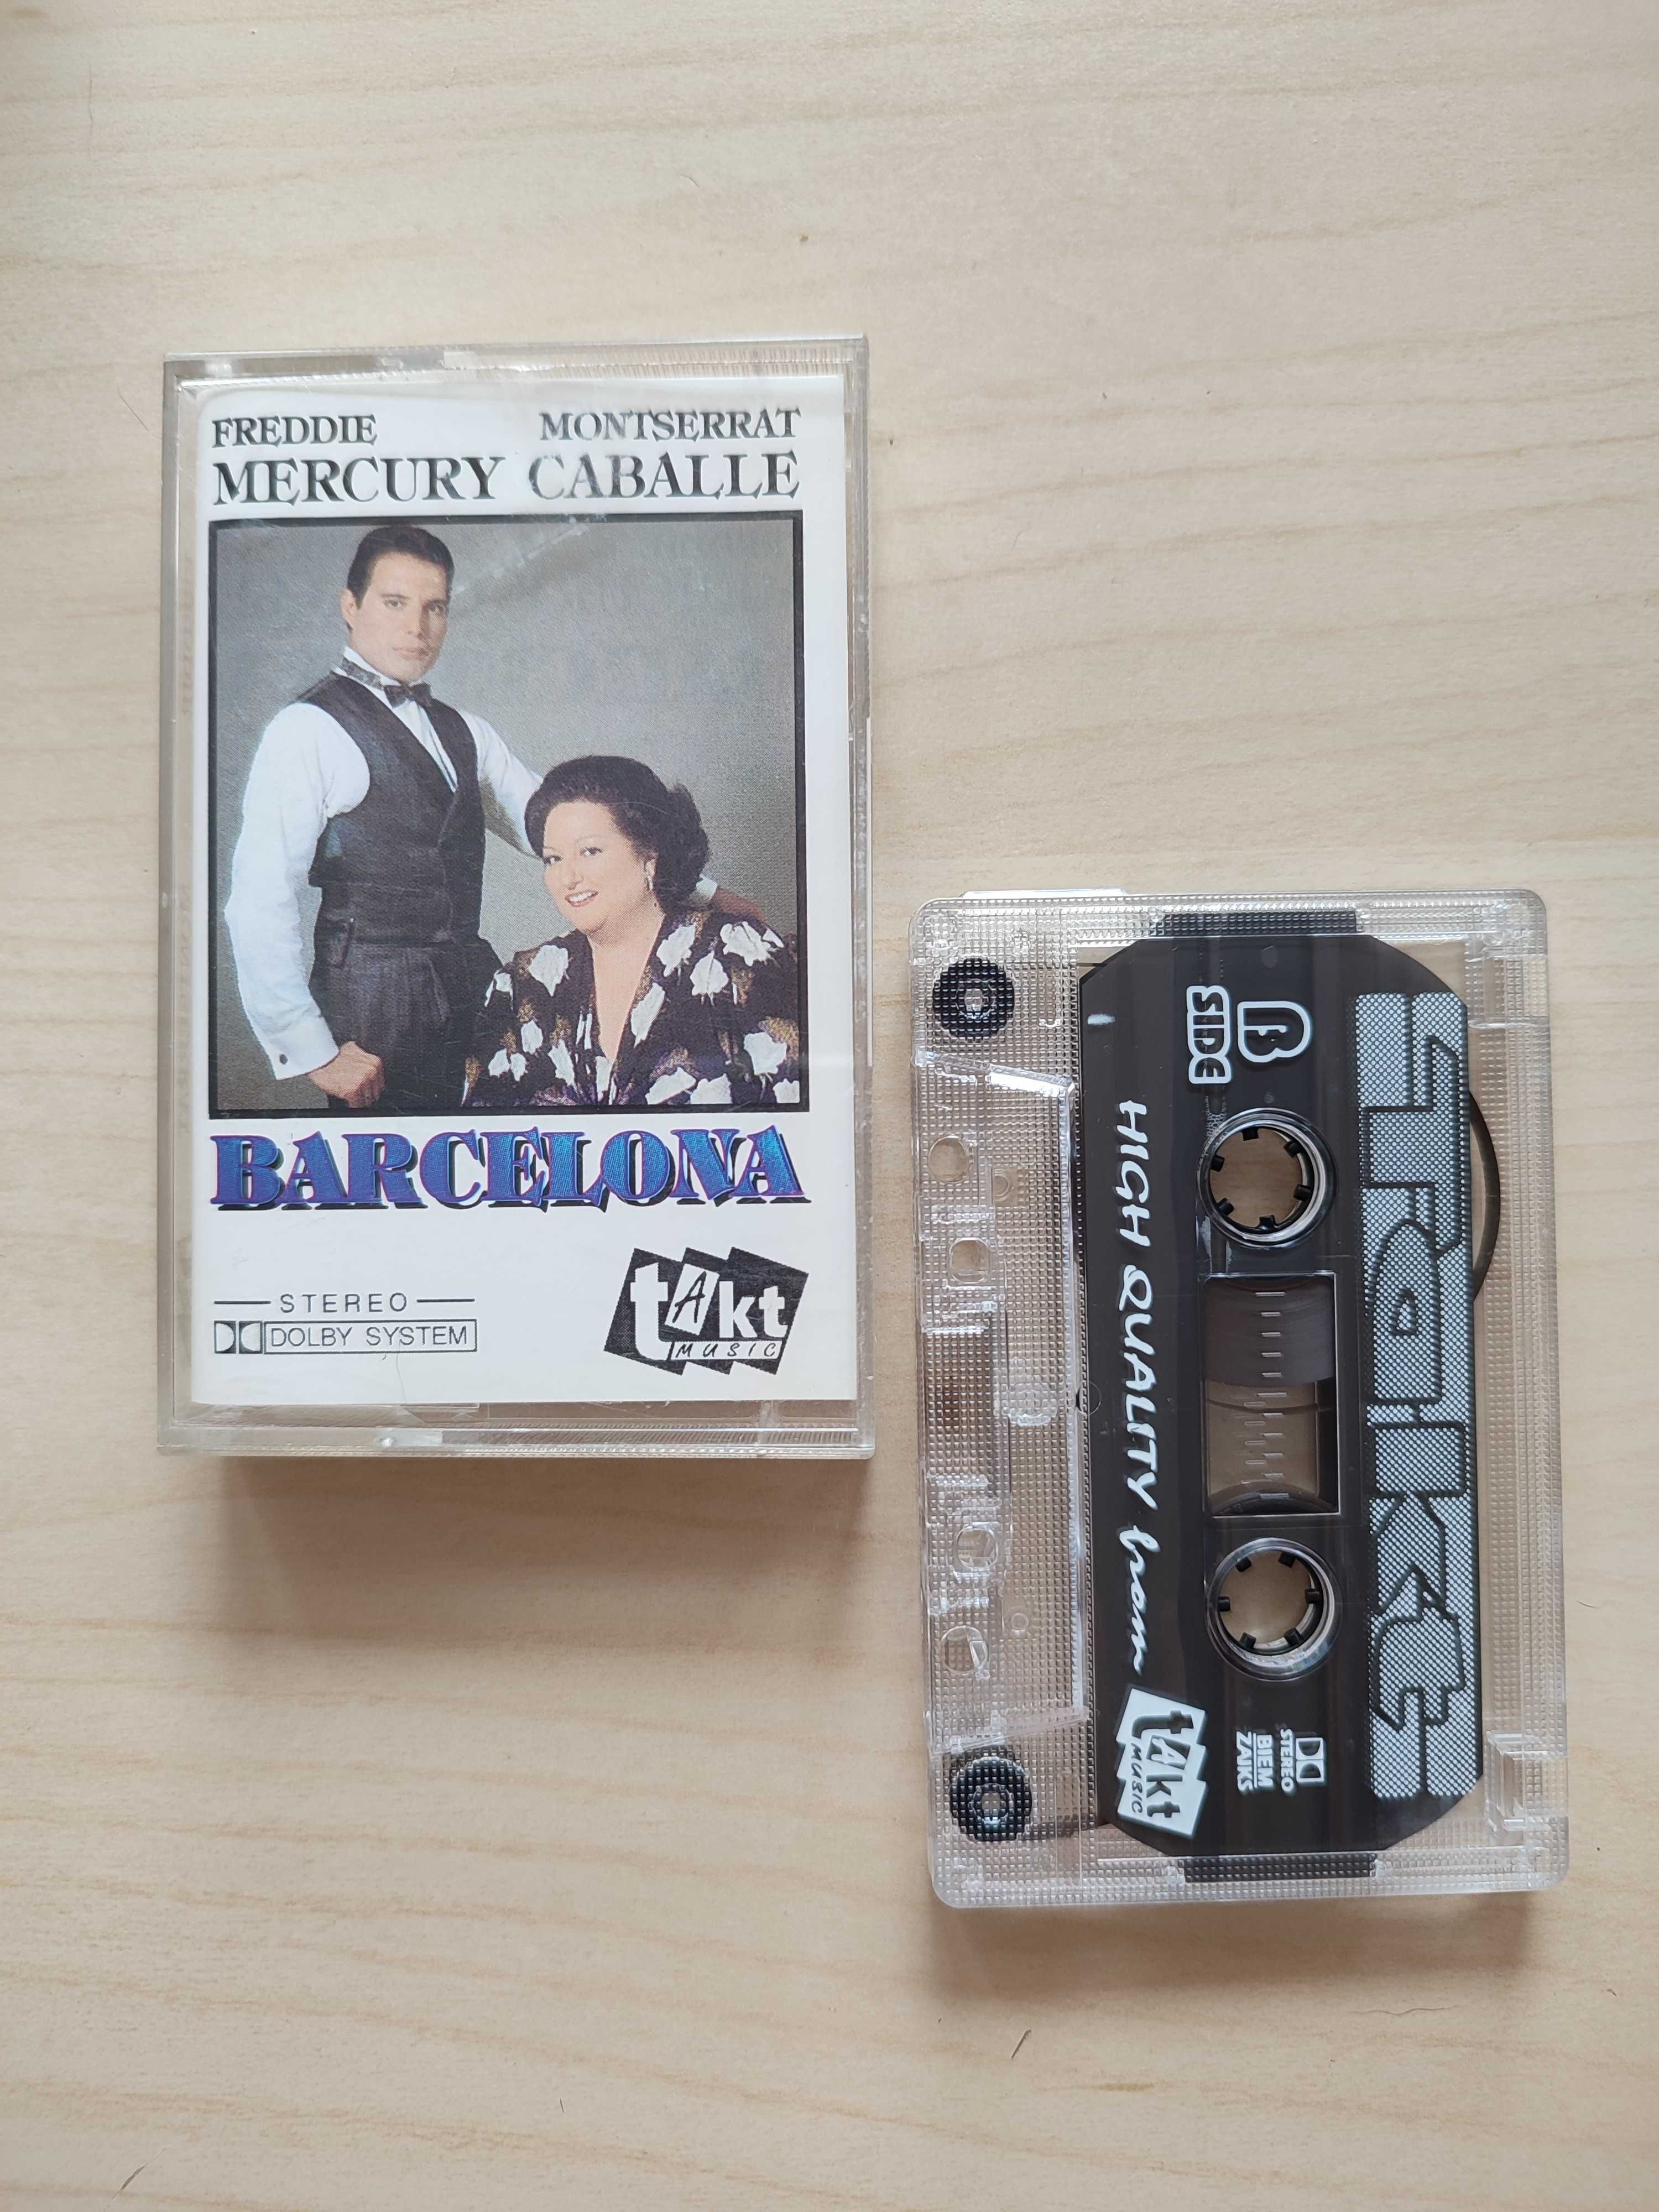 FREDDIE MONTSERRAT
MERCURY CABALLE
BARCELONA
STEREO
DOLBY SYSTEM
tAkt
MUSIC
takt
B
SIDE
HIGH QUALITY from
tAkt
MUSIC
STEREO
BIEM
ZAIKS